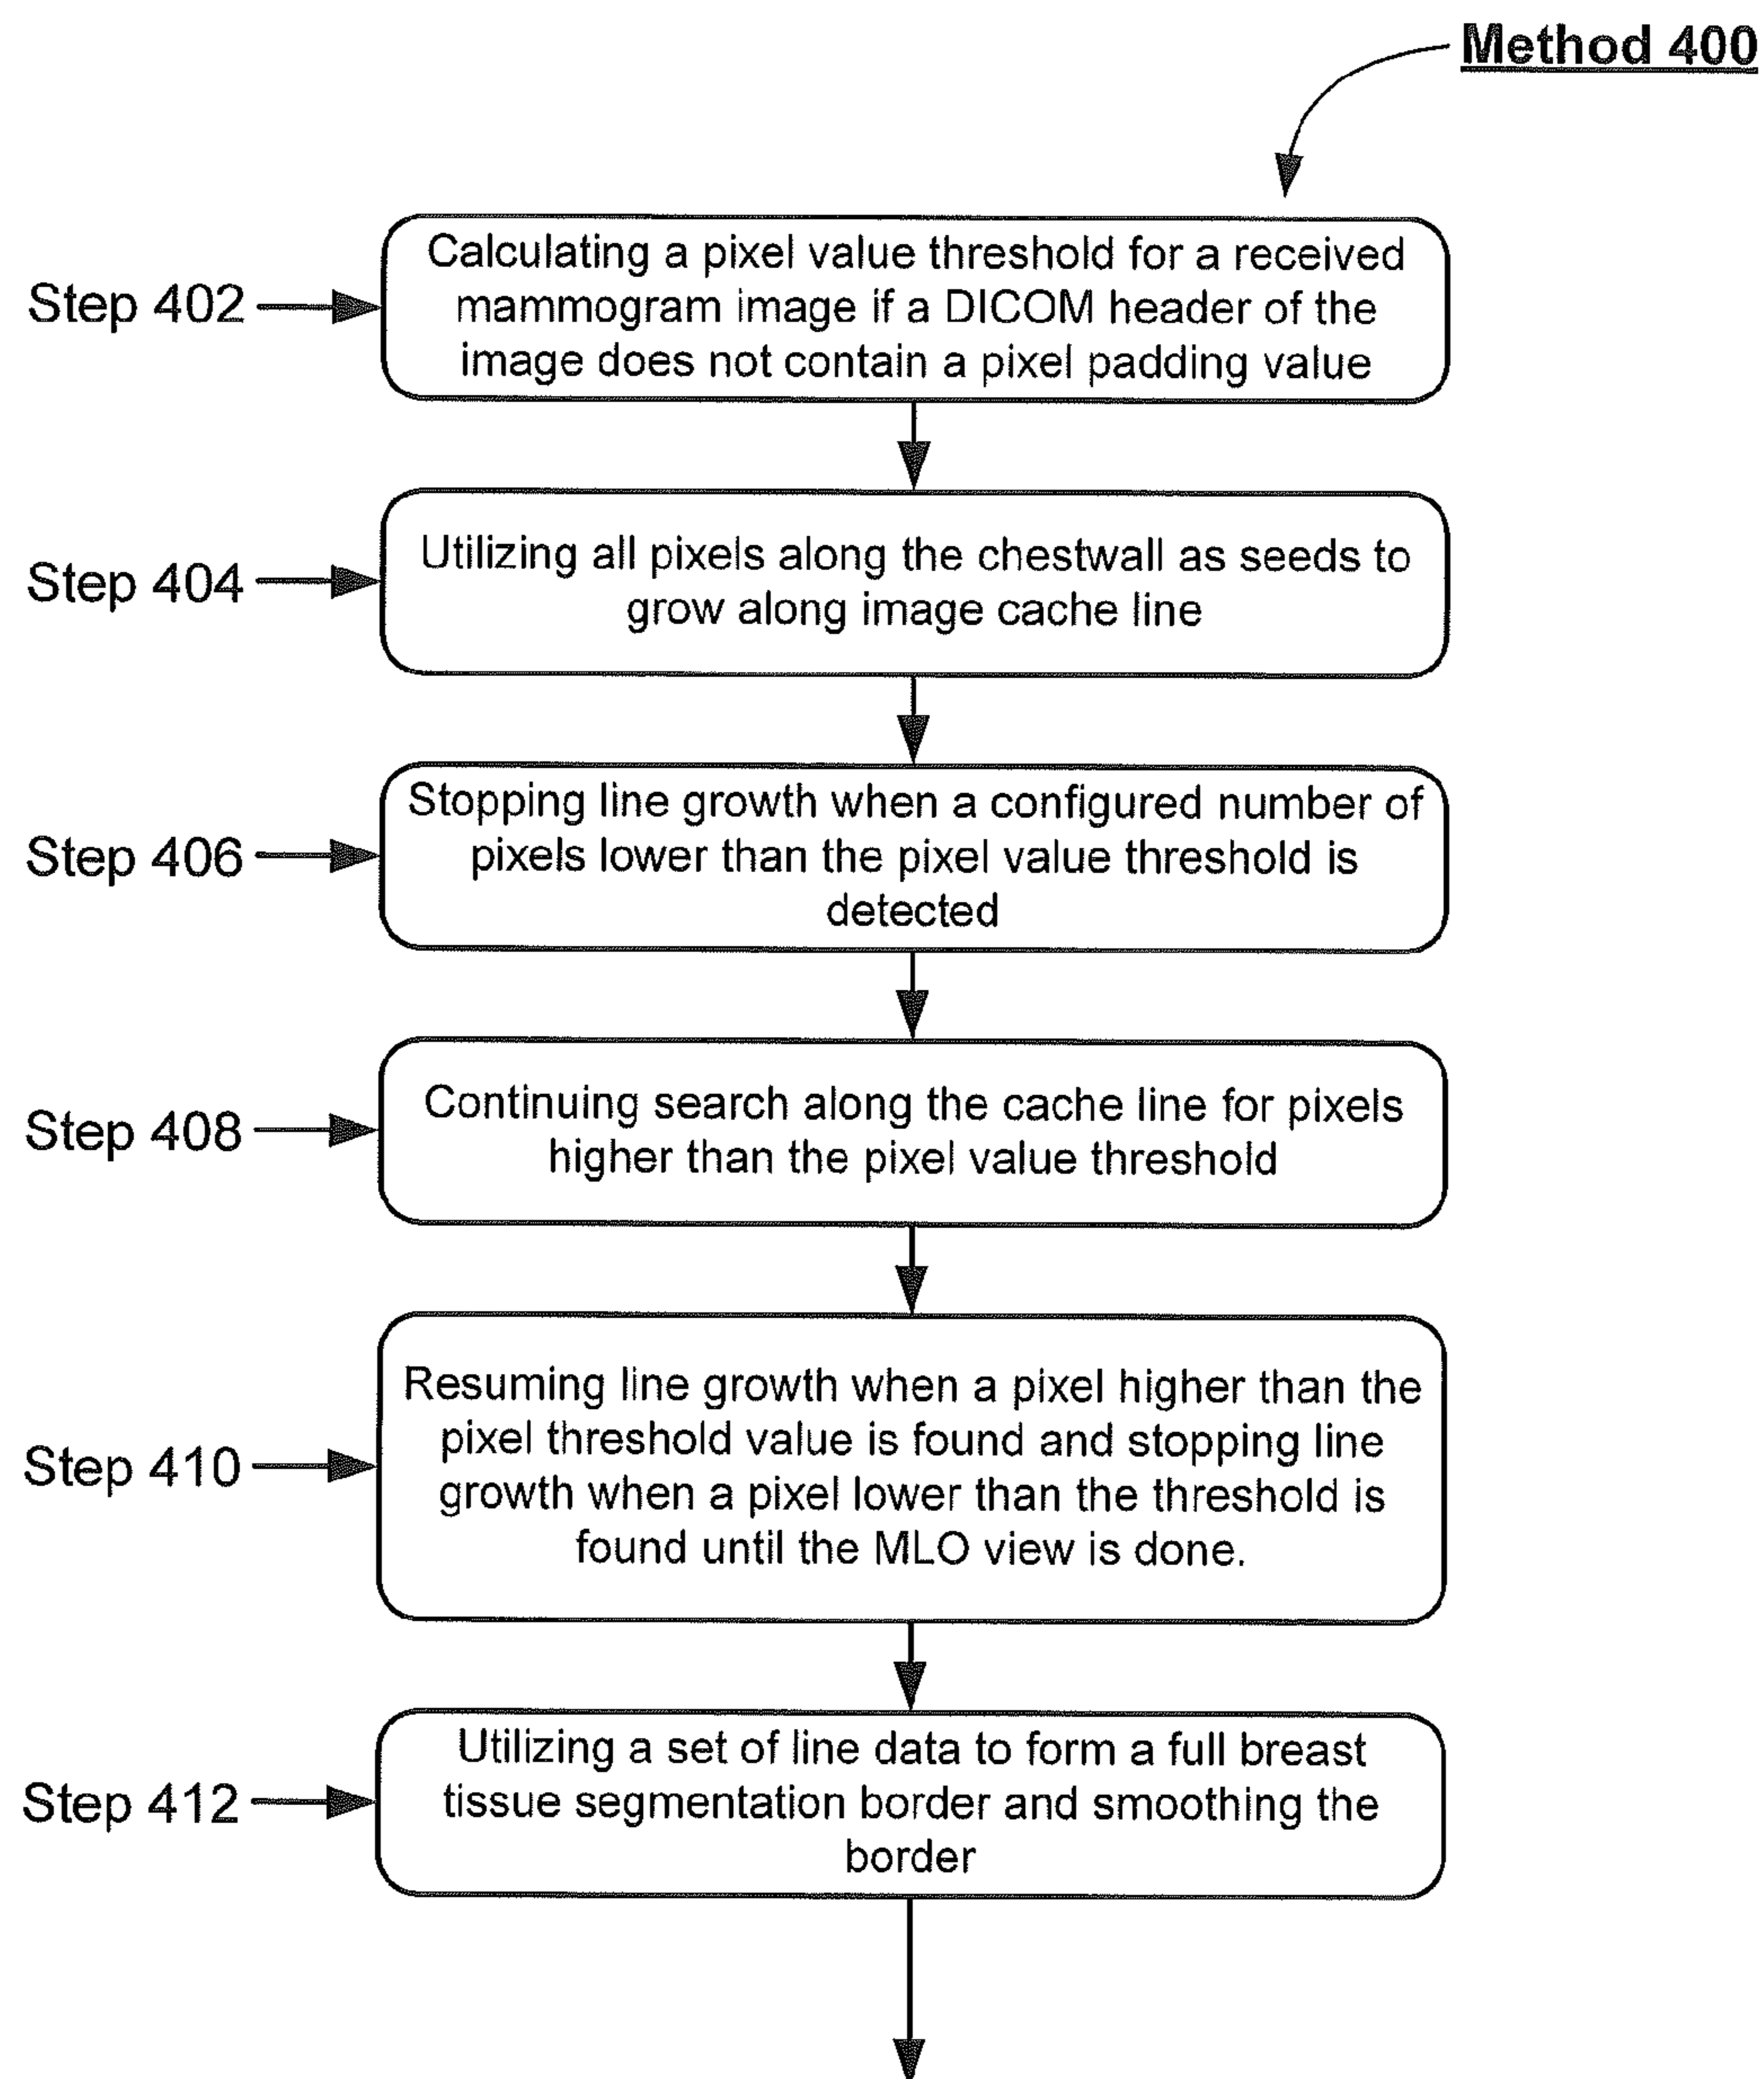 Method 400
Step 402
Calculating a pixel value threshold for a received
mammogram image if a DICOM header of the
image does not contain a pixel padding value
Step 404
Utilizing all pixels along the chestwall as seeds to
grow along image cache line
Step 406
Stopping line growth when a configured number of
pixels lower than the pixel value threshold is
detected
Step 408
Continuing search along the cache line for pixels
higher than the pixel value threshold
Step 410
Resuming line growth when a pixel higher than the
pixel threshold value is found and stopping line
growth when a pixel lower than the threshold is
found until the MLO view is done.
Step 412
Utilizing a set of line data to form a full breast
tissue segmentation border and smoothing the
border